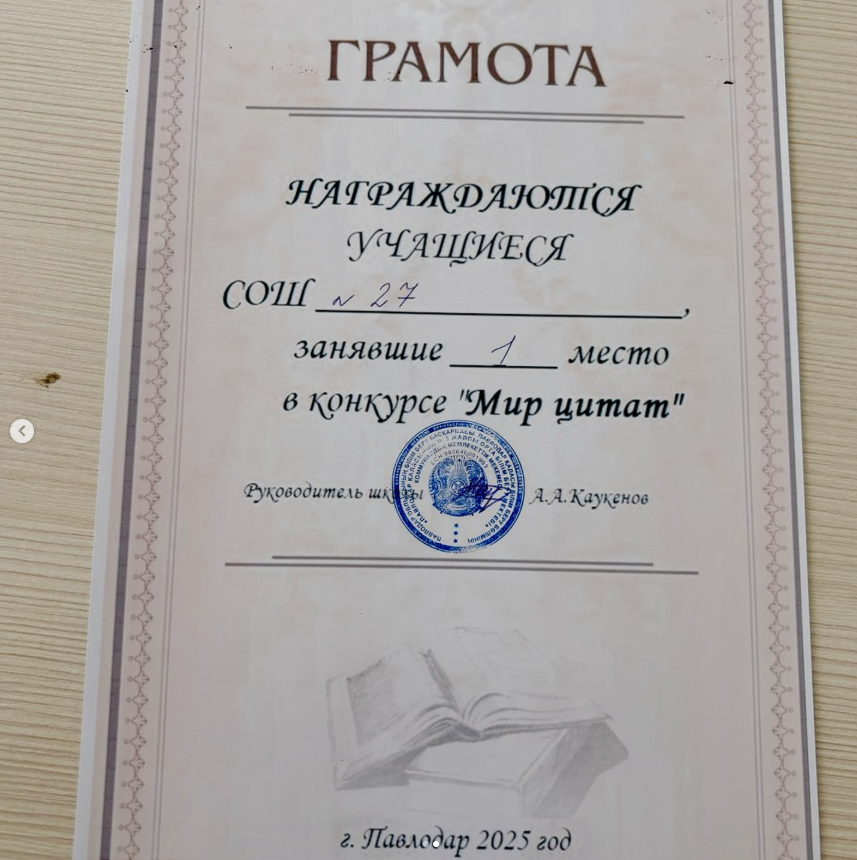 ГРАМОТА
НАГРАЖДАЮТСЯ
УЧАЩИЕСЯ
СОШ № 27,
занявшие 1 место
в конкурсе "Мир цитат"
Руководитель школы А.А.Каукенов
г. Павлодар 2025 год